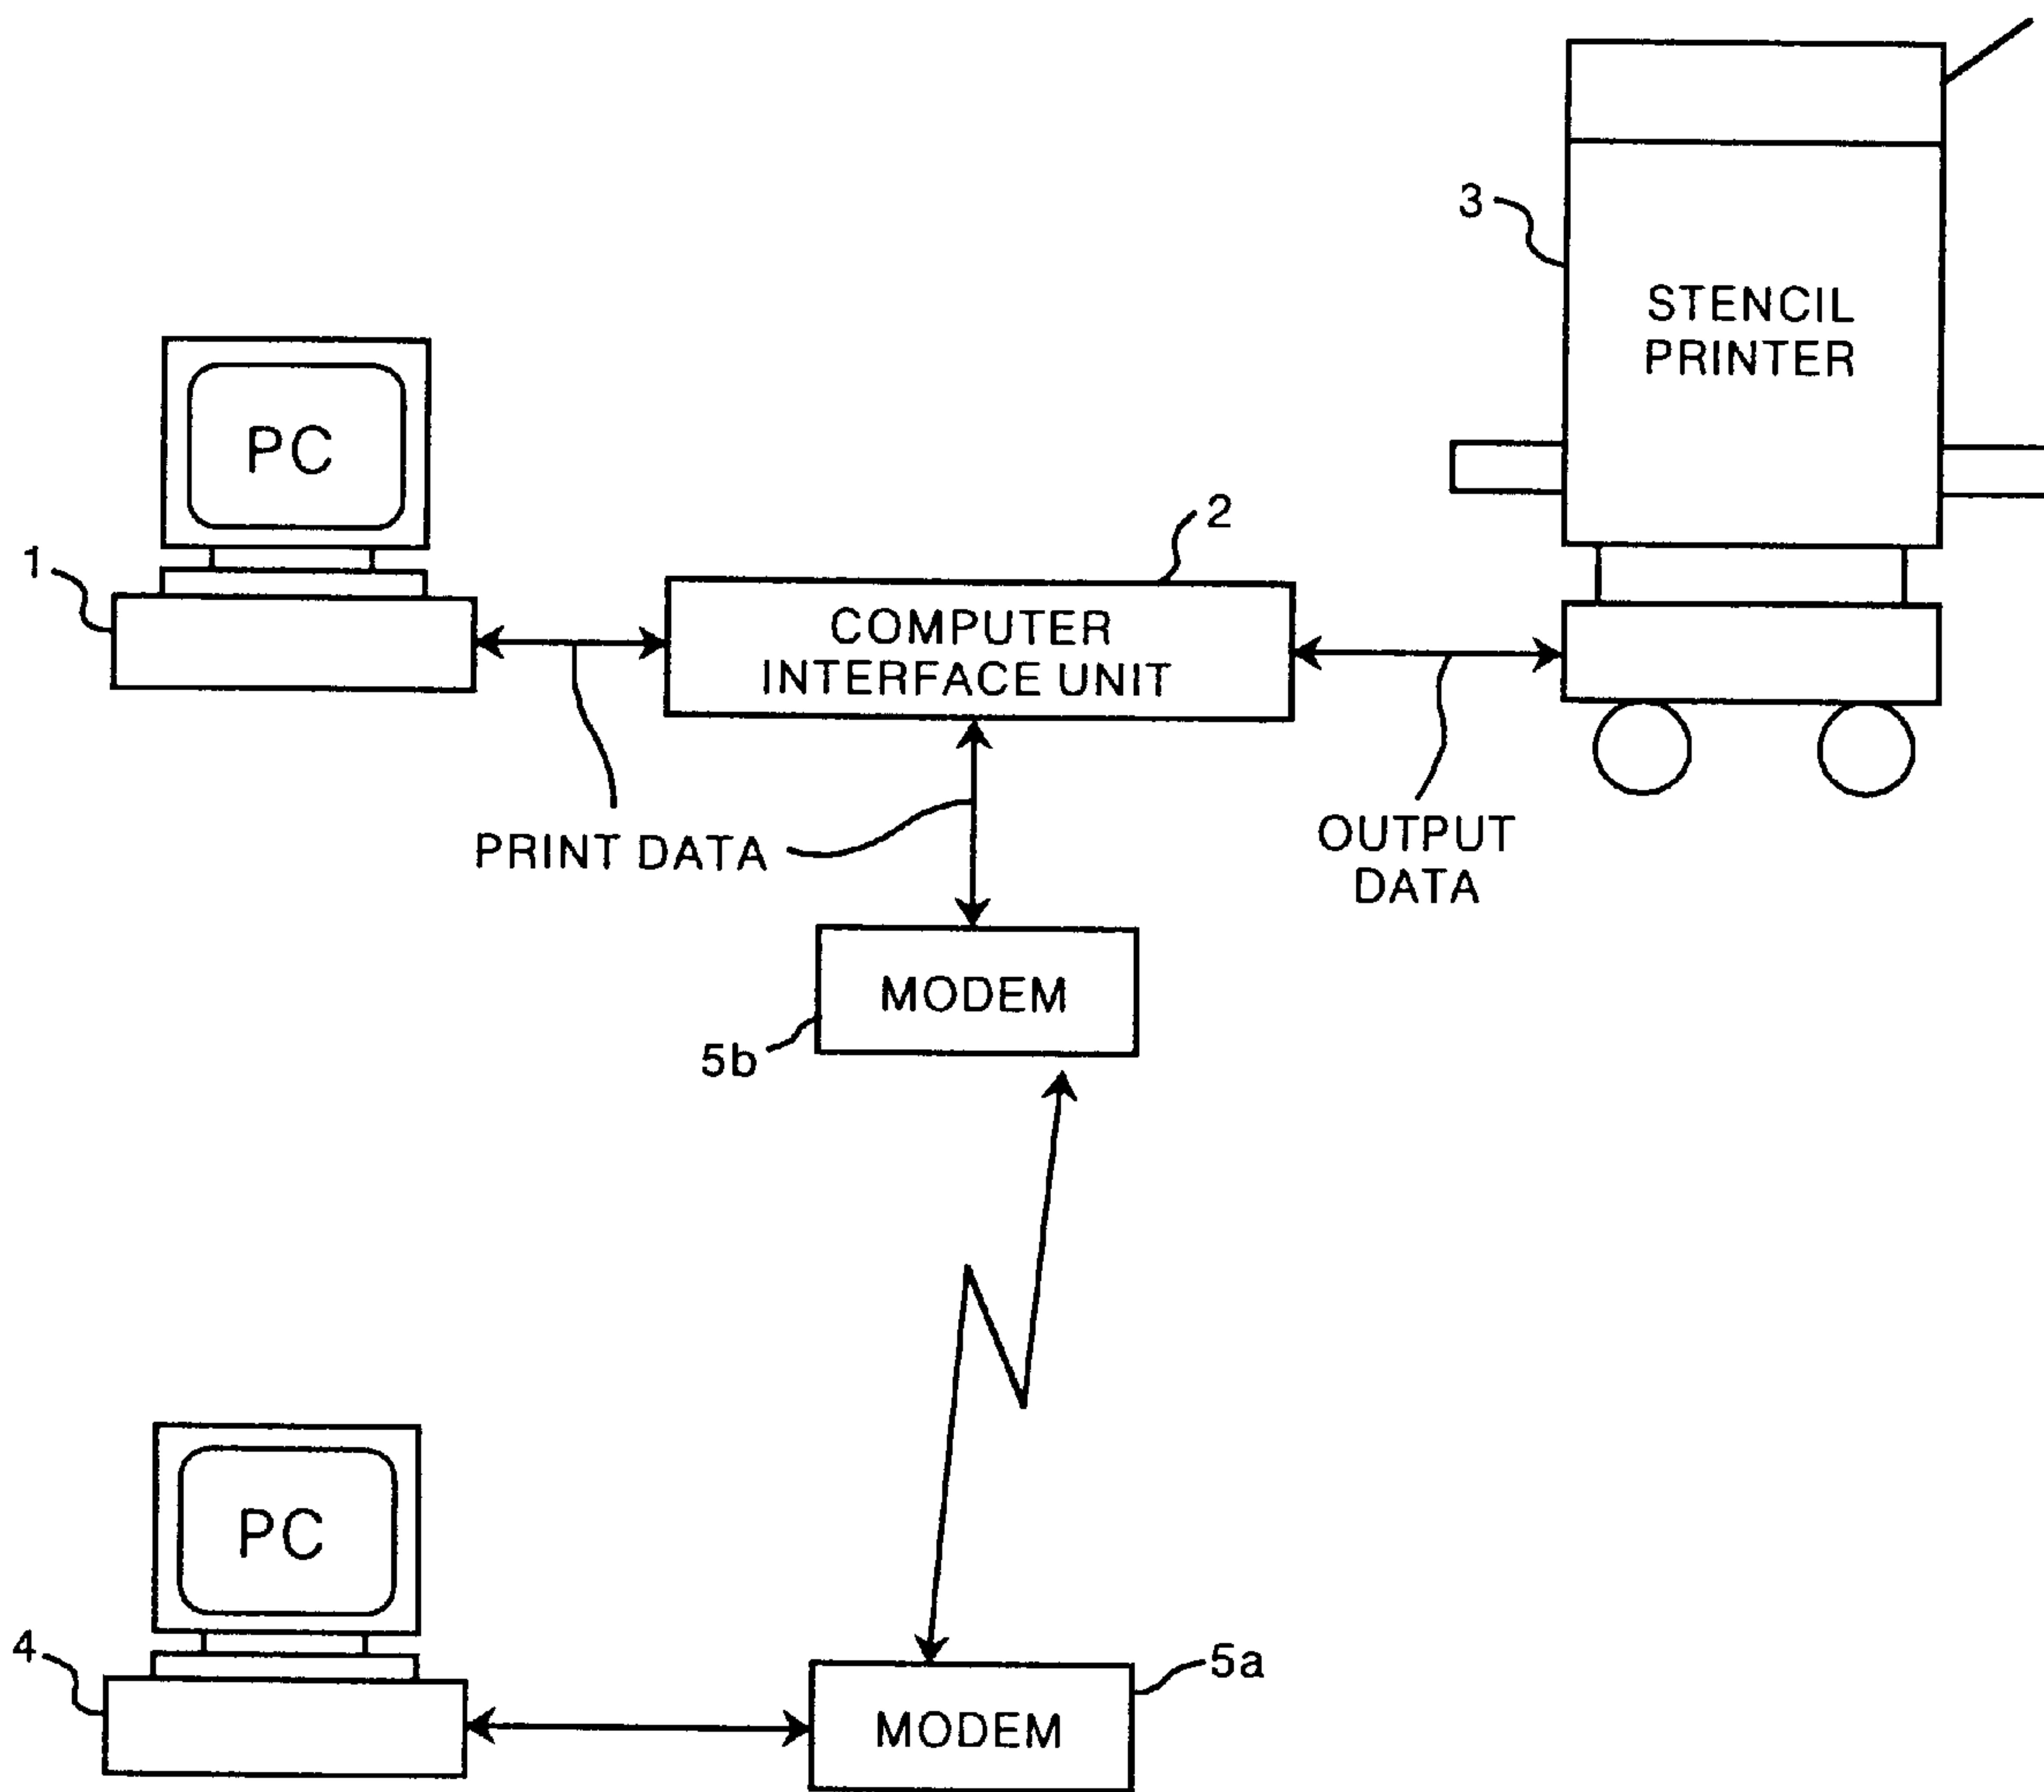 3
STENCIL
PRINTER
PC
1
2
COMPUTER
INTERFACE UNIT
PRINT DATA
OUTPUT
DATA
MODEM
5b
PC
4
5a
MODEM